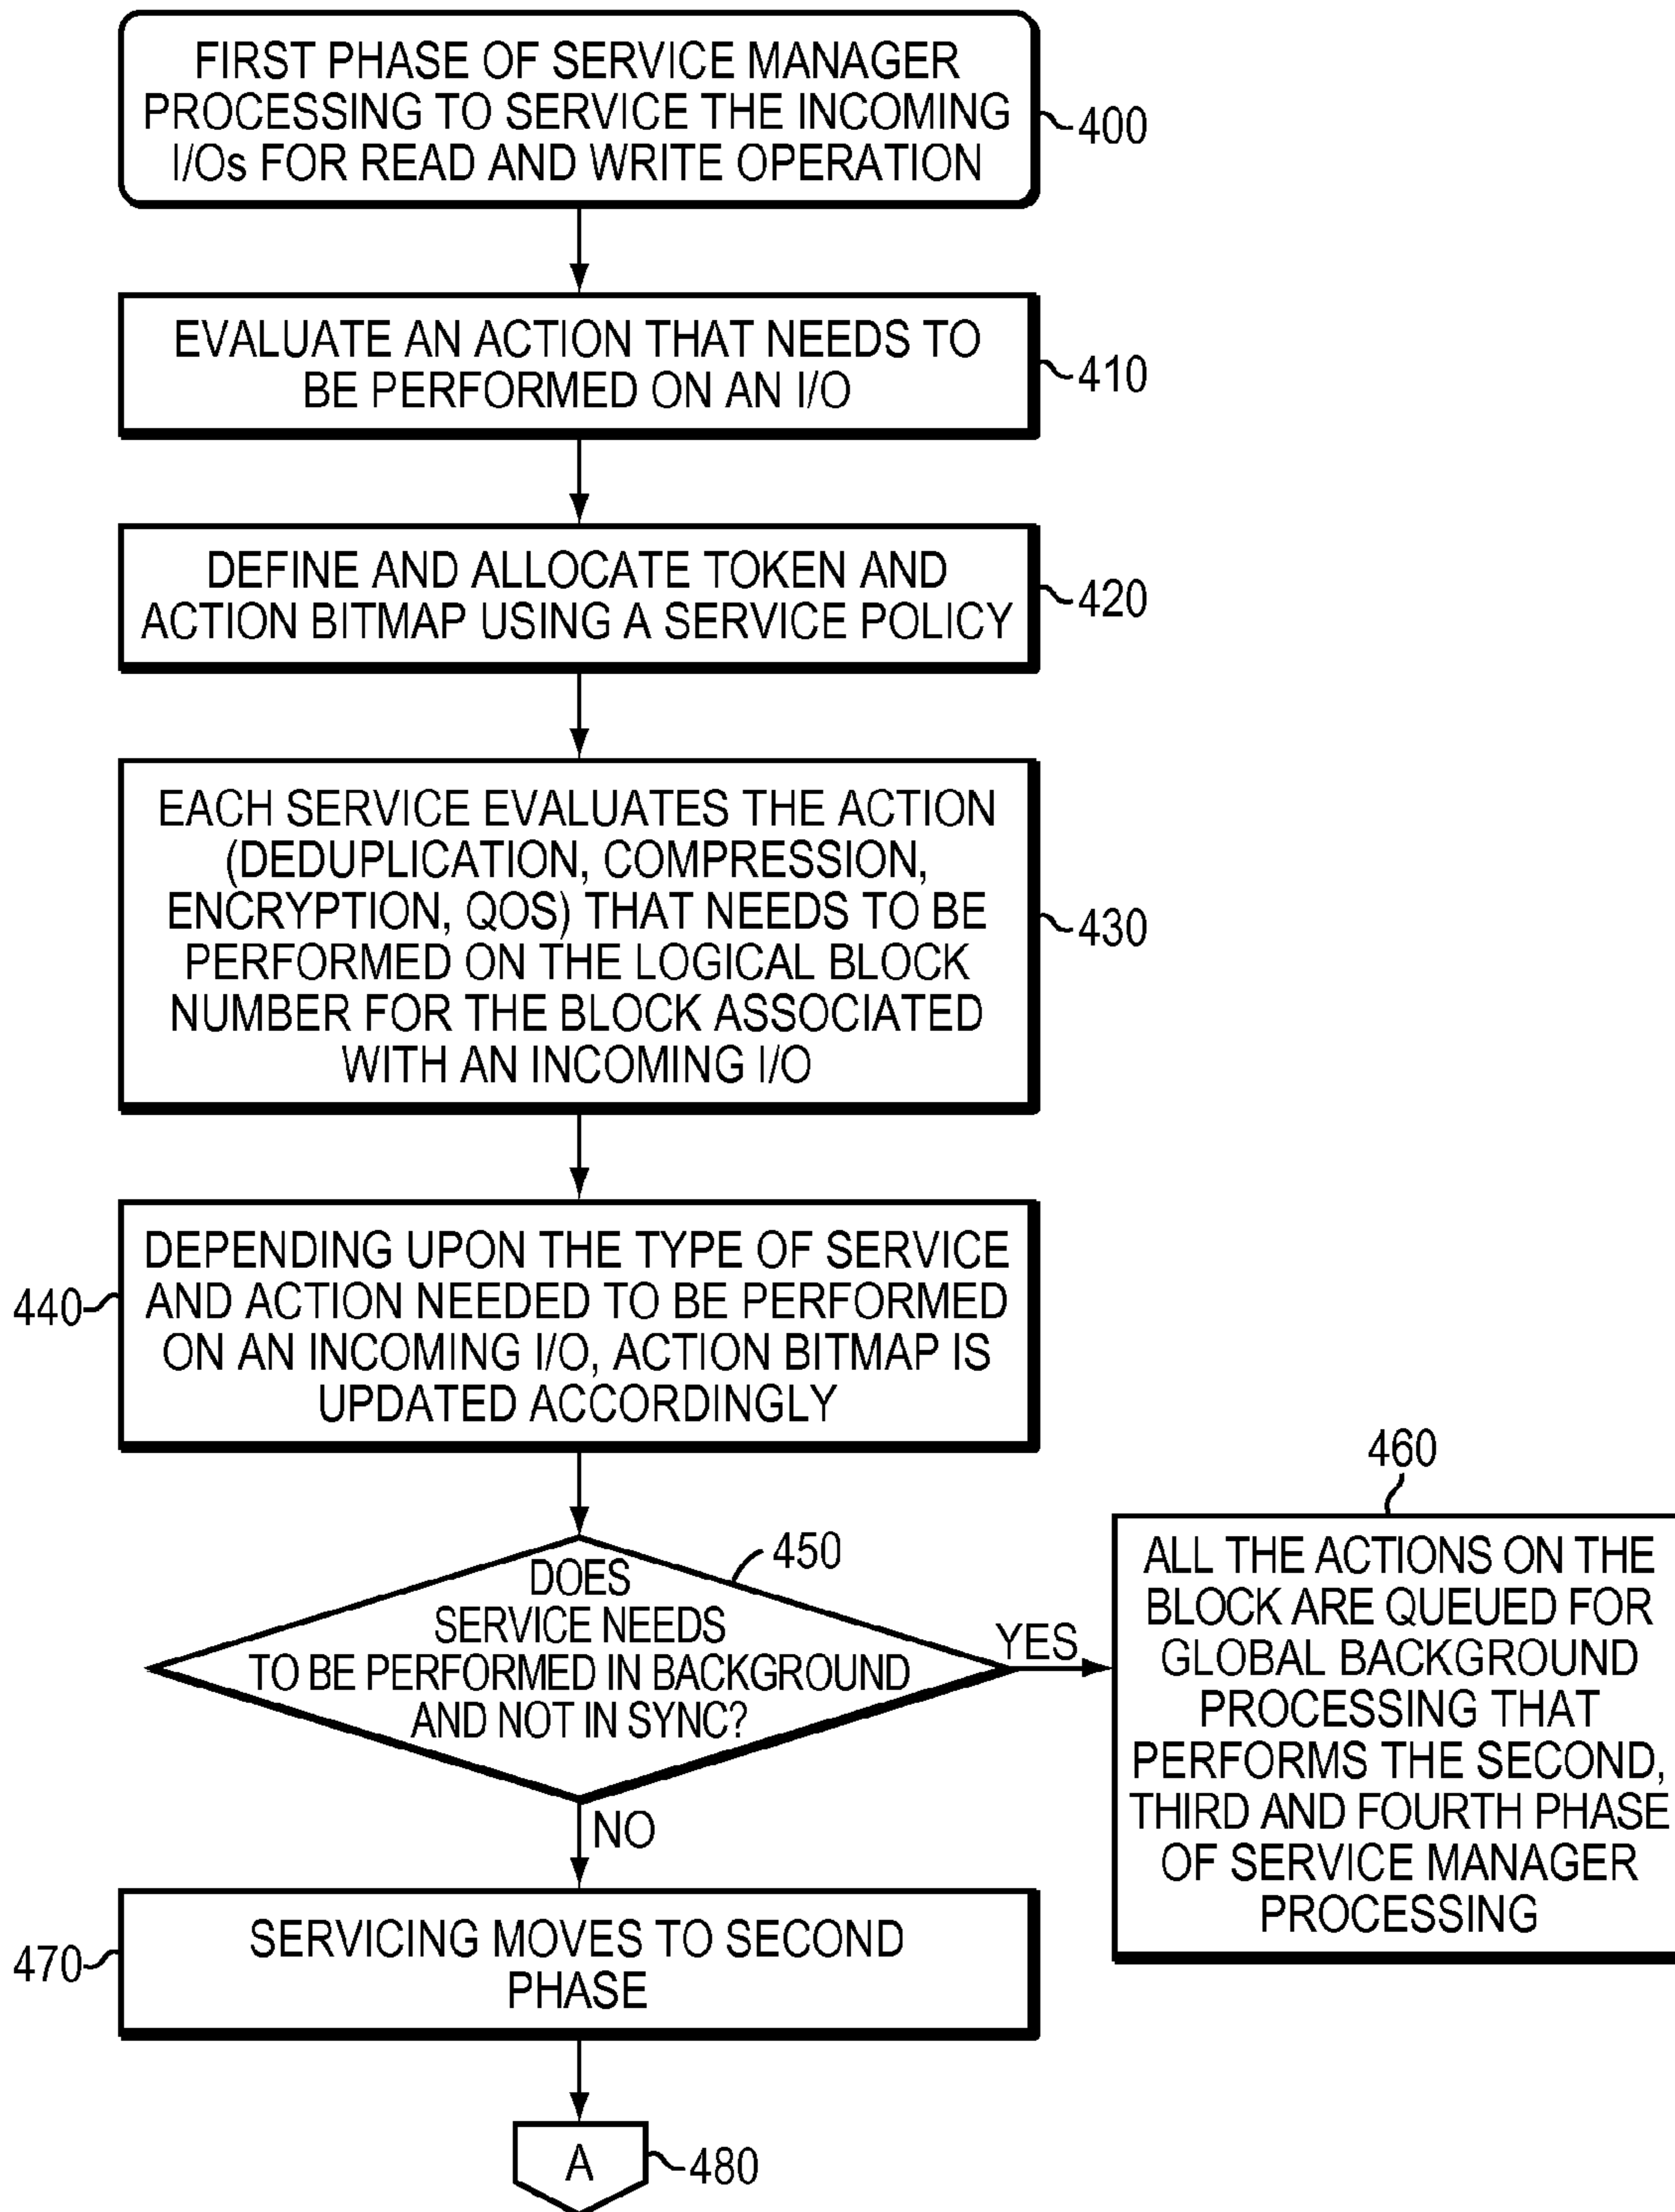 FIRST PHASE OF SERVICE MANAGER
PROCESSING TO SERVICE THE INCOMING
I/Os FOR READ AND WRITE OPERATION
400
EVALUATE AN ACTION THAT NEEDS TO
BE PERFORMED ON AN I/O
410
DEFINE AND ALLOCATE TOKEN AND
ACTION BITMAP USING A SERVICE POLICY
420
EACH SERVICE EVALUATES THE ACTION
(DEDUPLICATION, COMPRESSION,
ENCRYPTION, QOS) THAT NEEDS TO BE
PERFORMED ON THE LOGICAL BLOCK
NUMBER FOR THE BLOCK ASSOCIATED
WITH AN INCOMING I/O
430
440
DEPENDING UPON THE TYPE OF SERVICE
AND ACTION NEEDED TO BE PERFORMED
ON AN INCOMING I/O, ACTION BITMAP IS
UPDATED ACCORDINGLY
450
DOES
SERVICE NEEDS
TO BE PERFORMED IN BACKGROUND
AND NOT IN SYNC?
YES
460
ALL THE ACTIONS ON THE
BLOCK ARE QUEUED FOR
GLOBAL BACKGROUND
PROCESSING THAT
PERFORMS THE SECOND,
THIRD AND FOURTH PHASE
OF SERVICE MANAGER
PROCESSING
NO
470
SERVICING MOVES TO SECOND
PHASE
A
480